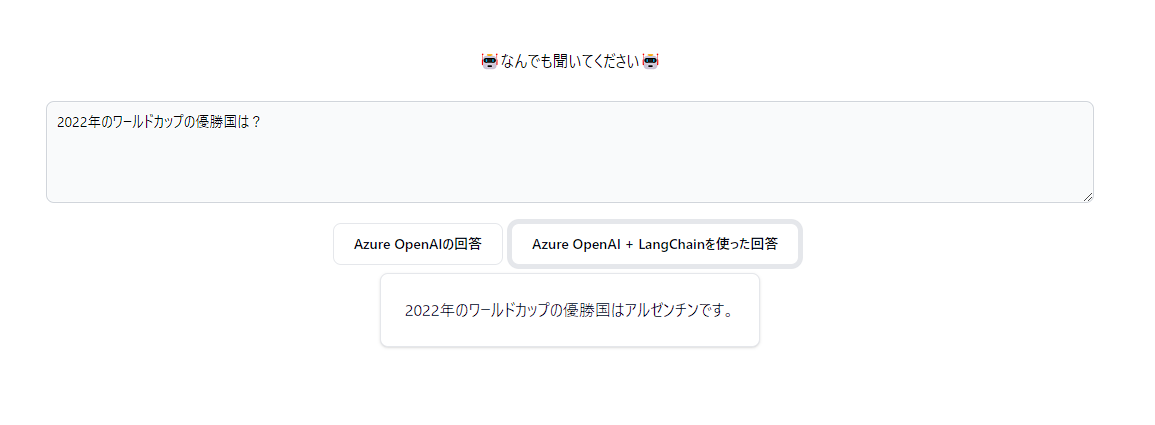 🤖なんでも聞いてください🤖
2022年のワールドカップの優勝国は？
Azure OpenAIの回答
Azure OpenAI + LangChainを使った回答
2022年のワールドカップの優勝国はアルゼンチンです。